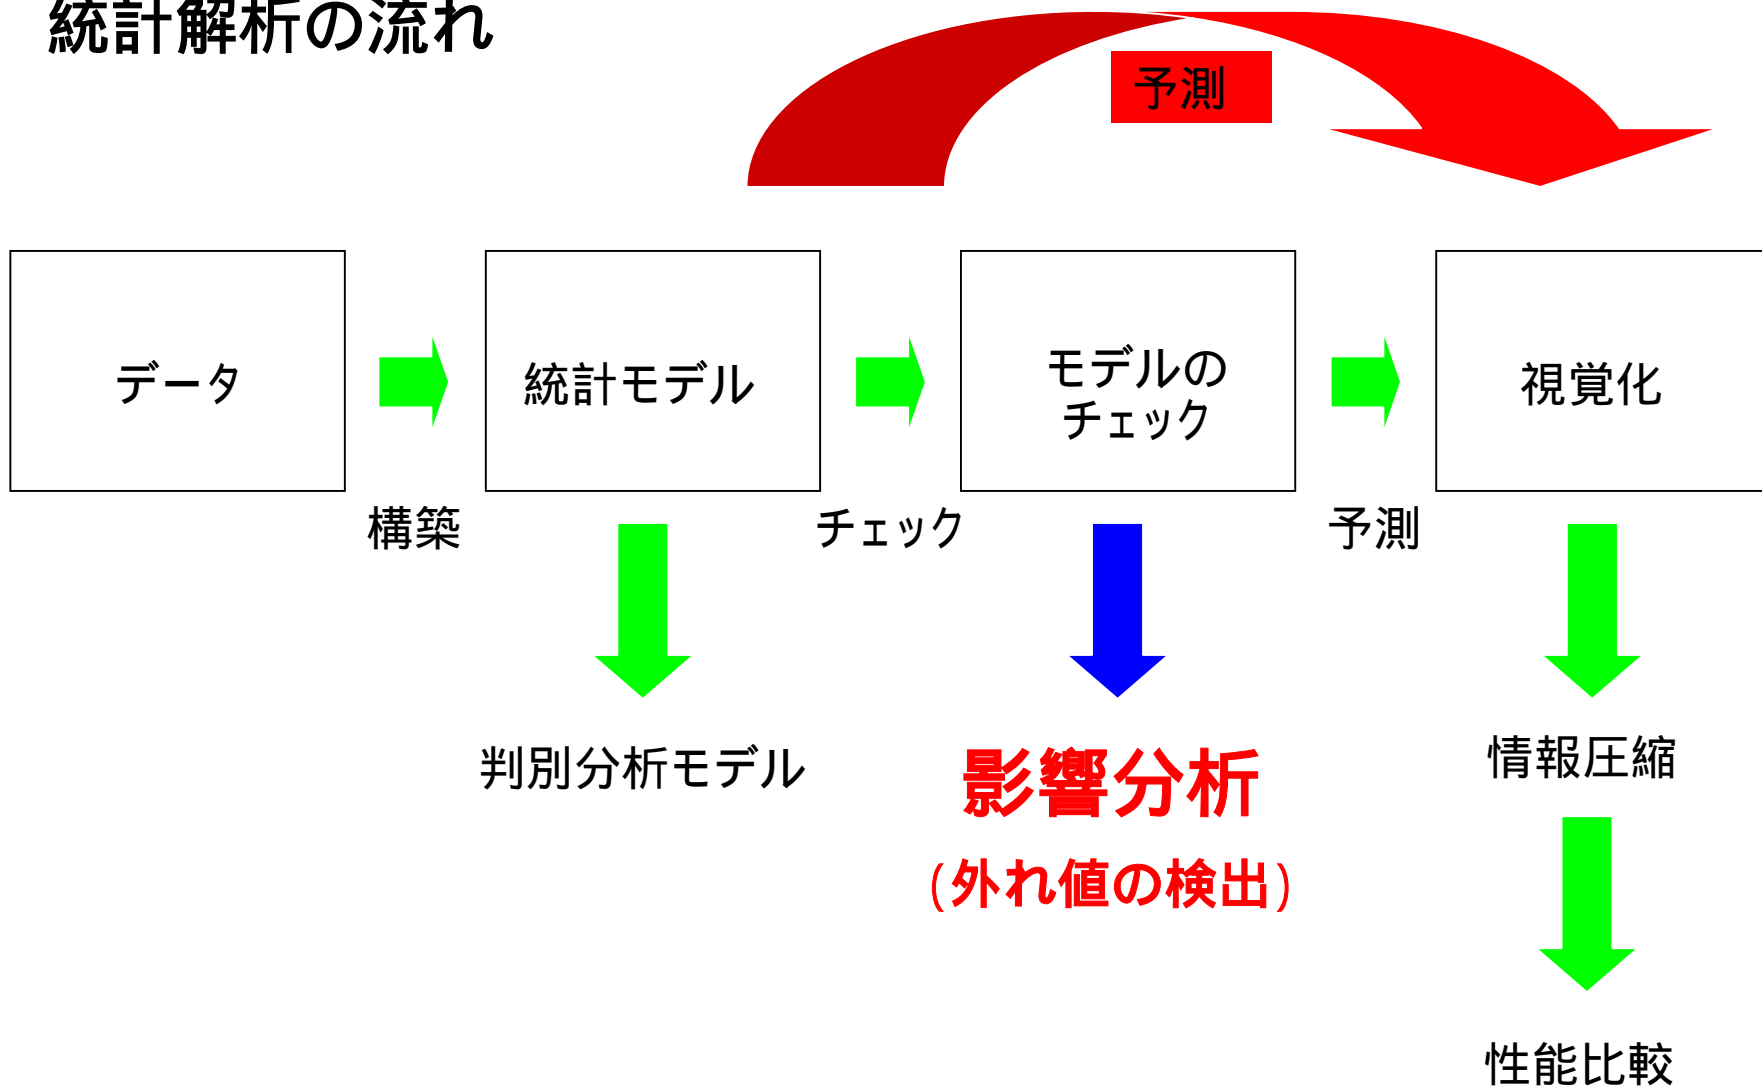 統計解析の流れ
予測
データ
統計モデル
モデルの
チェック
視覚化
構築
チェック
予測
判別分析モデル
影響分析
(外れ値の検出)
情報圧縮
性能比較